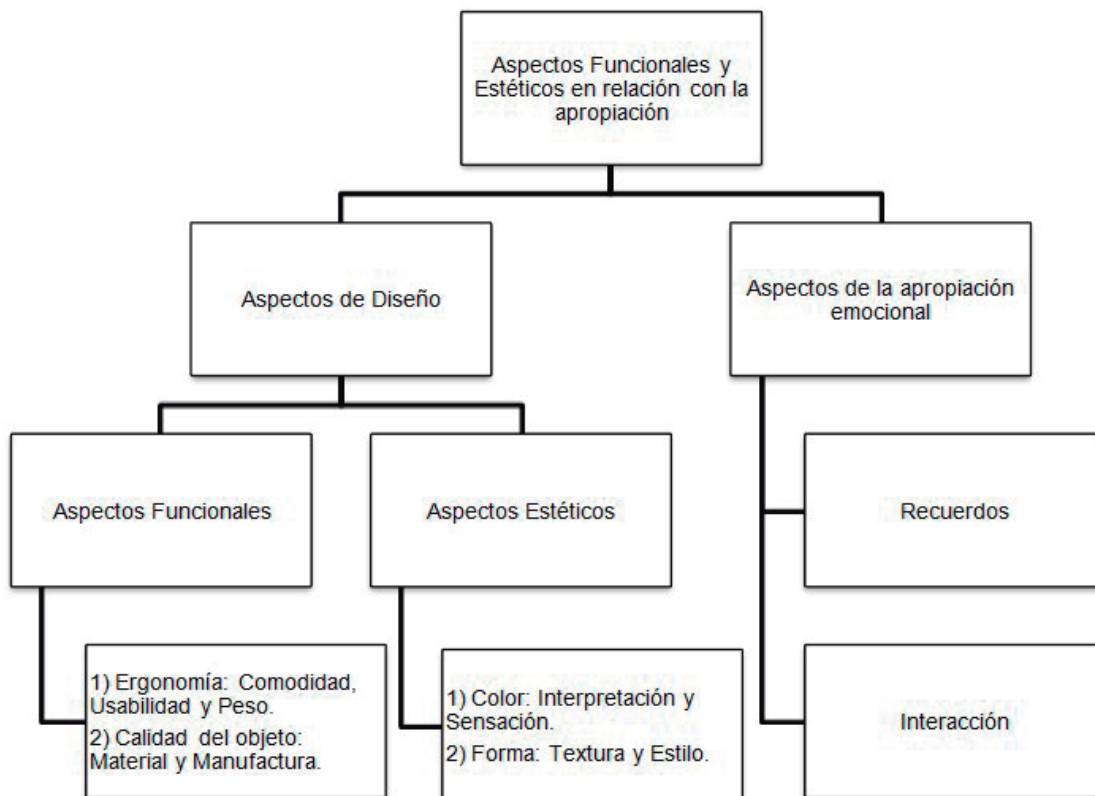 Aspectos Funcionales y
Estéticos en relación con la
apropiación
Aspectos de Diseño
Aspectos de la apropiación
emocional
Aspectos Funcionales
Aspectos Estéticos
Recuerdos
1) Ergonomía: Comodidad,
Usabilidad y Peso.
2) Calidad del objeto:
Material y Manufactura.
1) Color: Interpretación y
Sensación.
2) Forma: Textura y Estilo.
Interacción